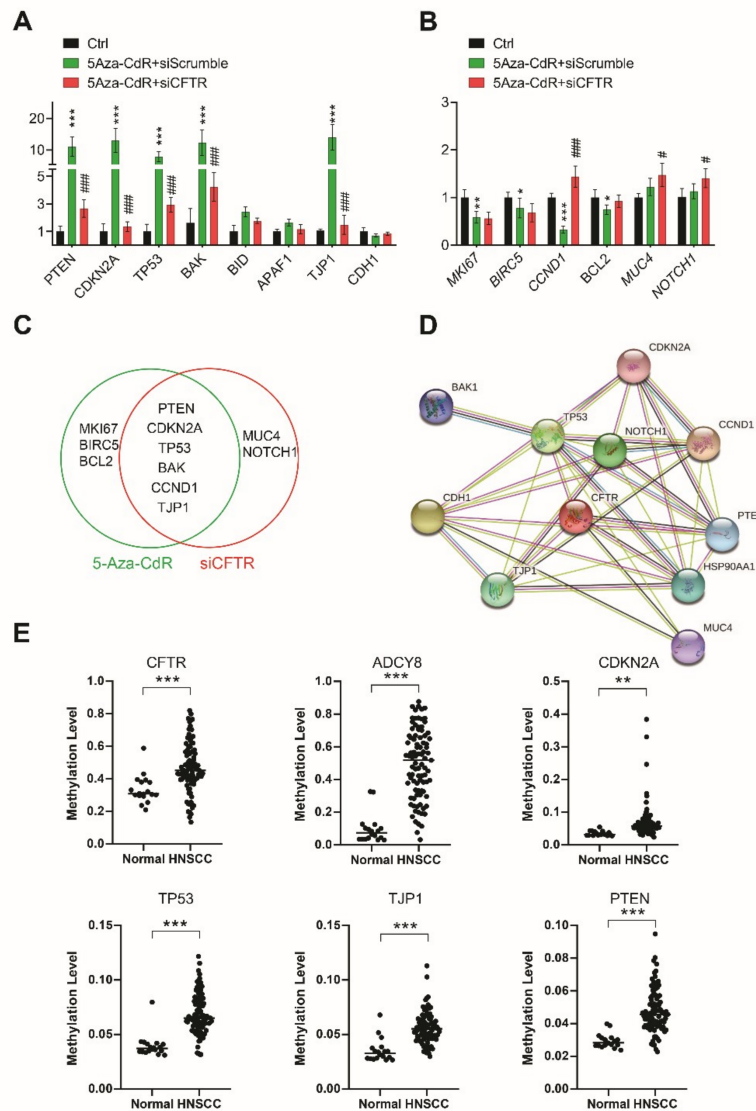 A
Ctrl
5Aza-CdR+siScrumble
5Aza-CdR+siCFTR
20
10
5
3
1
***
###
***
###
***
###
***
###
***
###
PTEN
CDKN2A
TP53
BAK
BID
APAF1
TJP1
CDH1
B
Ctrl
5Aza-CdR+siScrumble
5Aza-CdR+siCFTR
3
2
1
0
**
*
***
###
*
#
#
MKI67
BIRC5
CCND1
BCL2
MUC4
NOTCH1
C
MKI67
BIRC5
BCL2
PTEN
CDKN2A
TP53
BAK
CCND1
TJP1
MUC4
NOTCH1
5-Aza-CdR
siCFTR
D
CDKN2A
BAK1
TP53
NOTCH1
CCND1
CDH1
CFTR
PTE
HSP90AA1
TJP1
MUC4
E
CFTR
***
Methylation Level
1.0
0.8
0.6
0.4
0.2
0.0
Normal HNSCC
ADCY8
***
Methylation Level
1.0
0.8
0.6
0.4
0.2
0.0
Normal HNSCC
CDKN2A
**
Methylation Level
0.5
0.4
0.3
0.2
0.1
0.0
Normal HNSCC
TP53
***
Methylation Level
0.15
0.10
0.05
0.00
Normal HNSCC
TJP1
***
Methylation Level
0.15
0.10
0.05
0.00
Normal HNSCC
PTEN
***
Methylation Level
0.10
0.08
0.06
0.04
0.02
0.00
Normal HNSCC